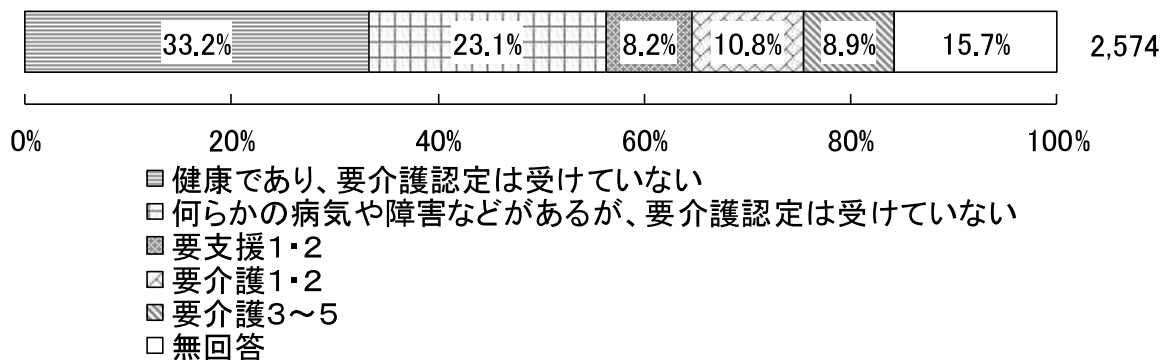 33.2% 23.1% 8.2% 10.8% 8.9% 15.7% 2,574
0% 20% 40% 60% 80% 100%
健康であり、要介護認定は受けていない
何らかの病気や障害などがあるが、要介護認定は受けていない
要支援1・2
要介護1・2
要介護3～5
無回答